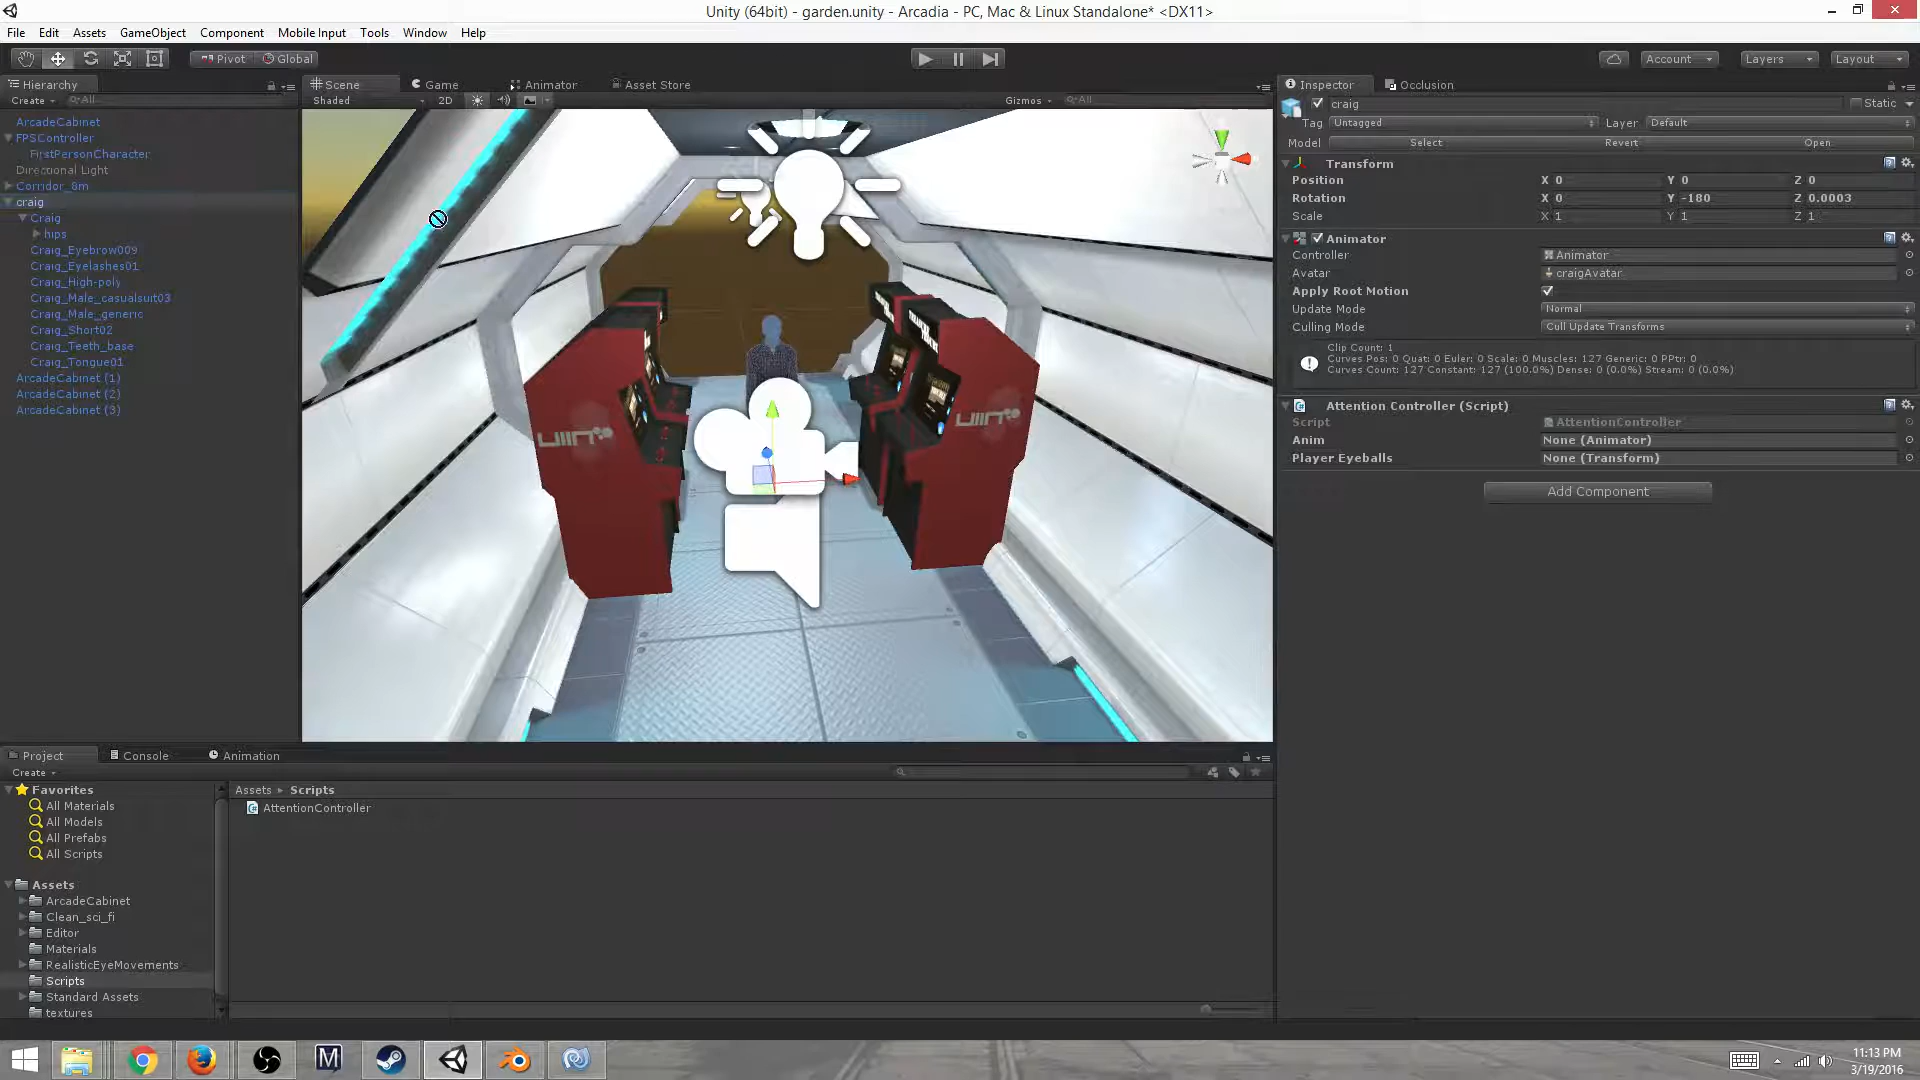 Unity (64bit) - garden.unity - Arcadia - PC, Mac & Linux Standalone* <DX11>
File Edit Assets GameObject Component Mobile Input Tools Window Help
Pivot Global Account Layers Layout
Hierarchy
Create All
ArcadeCabinet
FPSController
FirstPersonCharacter
Directional Light
Corridor_8m
craig
Craig
hips
Craig_Eyebrow009
Craig_Eyelashes01
Craig_High-poly
Craig_Male_casualsuit03
Craig_Male_generic
Craig_Short02
Craig_Teeth_base
Craig_Tongue01
ArcadeCabinet (1)
ArcadeCabinet (2)
ArcadeCabinet (3)
Scene Game Animator Asset Store
Shaded 2D Gizmos All
Inspector Occlusion
craig Static
Tag Untagged Layer Default
Model Select Revert Open
Transform
Position X 0 Y 0 Z 0
Rotation X 0 Y -180 Z 0.0003
Scale X 1 Y 1 Z 1
Animator
Controller Animator
Avatar craigAvatar
Apply Root Motion
Update Mode Normal
Culling Mode Cull Update Transforms
Clip Count: 1
Curves Pos: 0 Quat: 0 Euler: 0 Scale: 0 Muscles: 127 Generic: 0 PPtr: 0
Curves Count: 127 Constant: 127 (100.0%) Dense: 0 (0.0%) Stream: 0 (0.0%)
Attention Controller (Script)
Script AttentionController
Anim None (Animator)
Player Eyeballs None (Transform)
Add Component
Project Console Animation
Create
Favorites
All Materials
All Models
All Prefabs
All Scripts
Assets
ArcadeCabinet
Clean_sci_fi
Editor
Materials
RealisticEyeMovements
Scripts
Standard Assets
textures
Assets Scripts
AttentionController
11:13 PM
3/19/2016